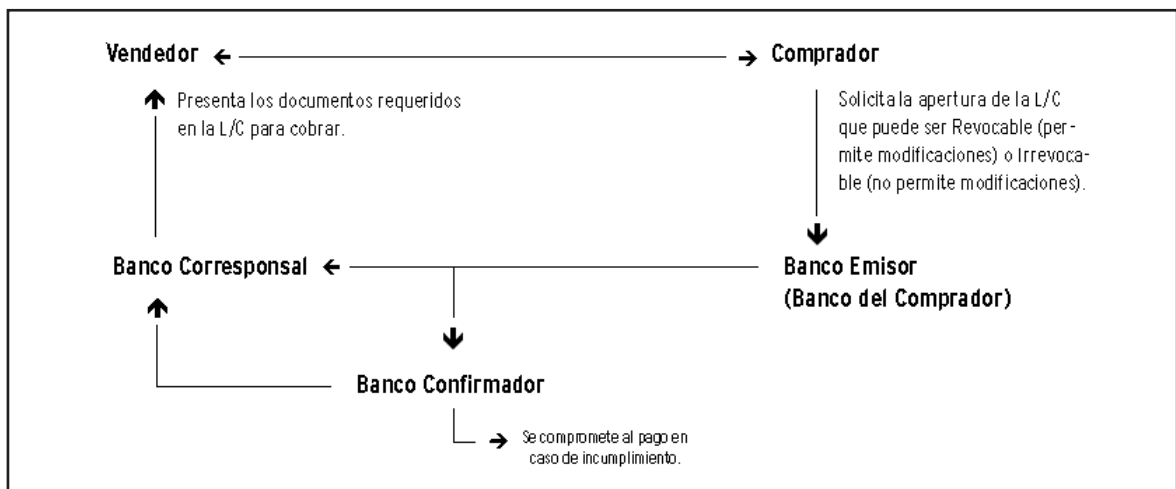 Vendedor
Comprador
Presenta los documentos requeridos
en la L/C para cobrar.
Solicita la apertura de la L/C
que puede ser Revocable (per-
mite modificaciones) o Irrevoca-
ble (no permite modificaciones).
Banco Corresponsal
Banco Emisor
(Banco del Comprador)
Banco Confirmador
Se compromete al pago en
caso de incumplimiento.